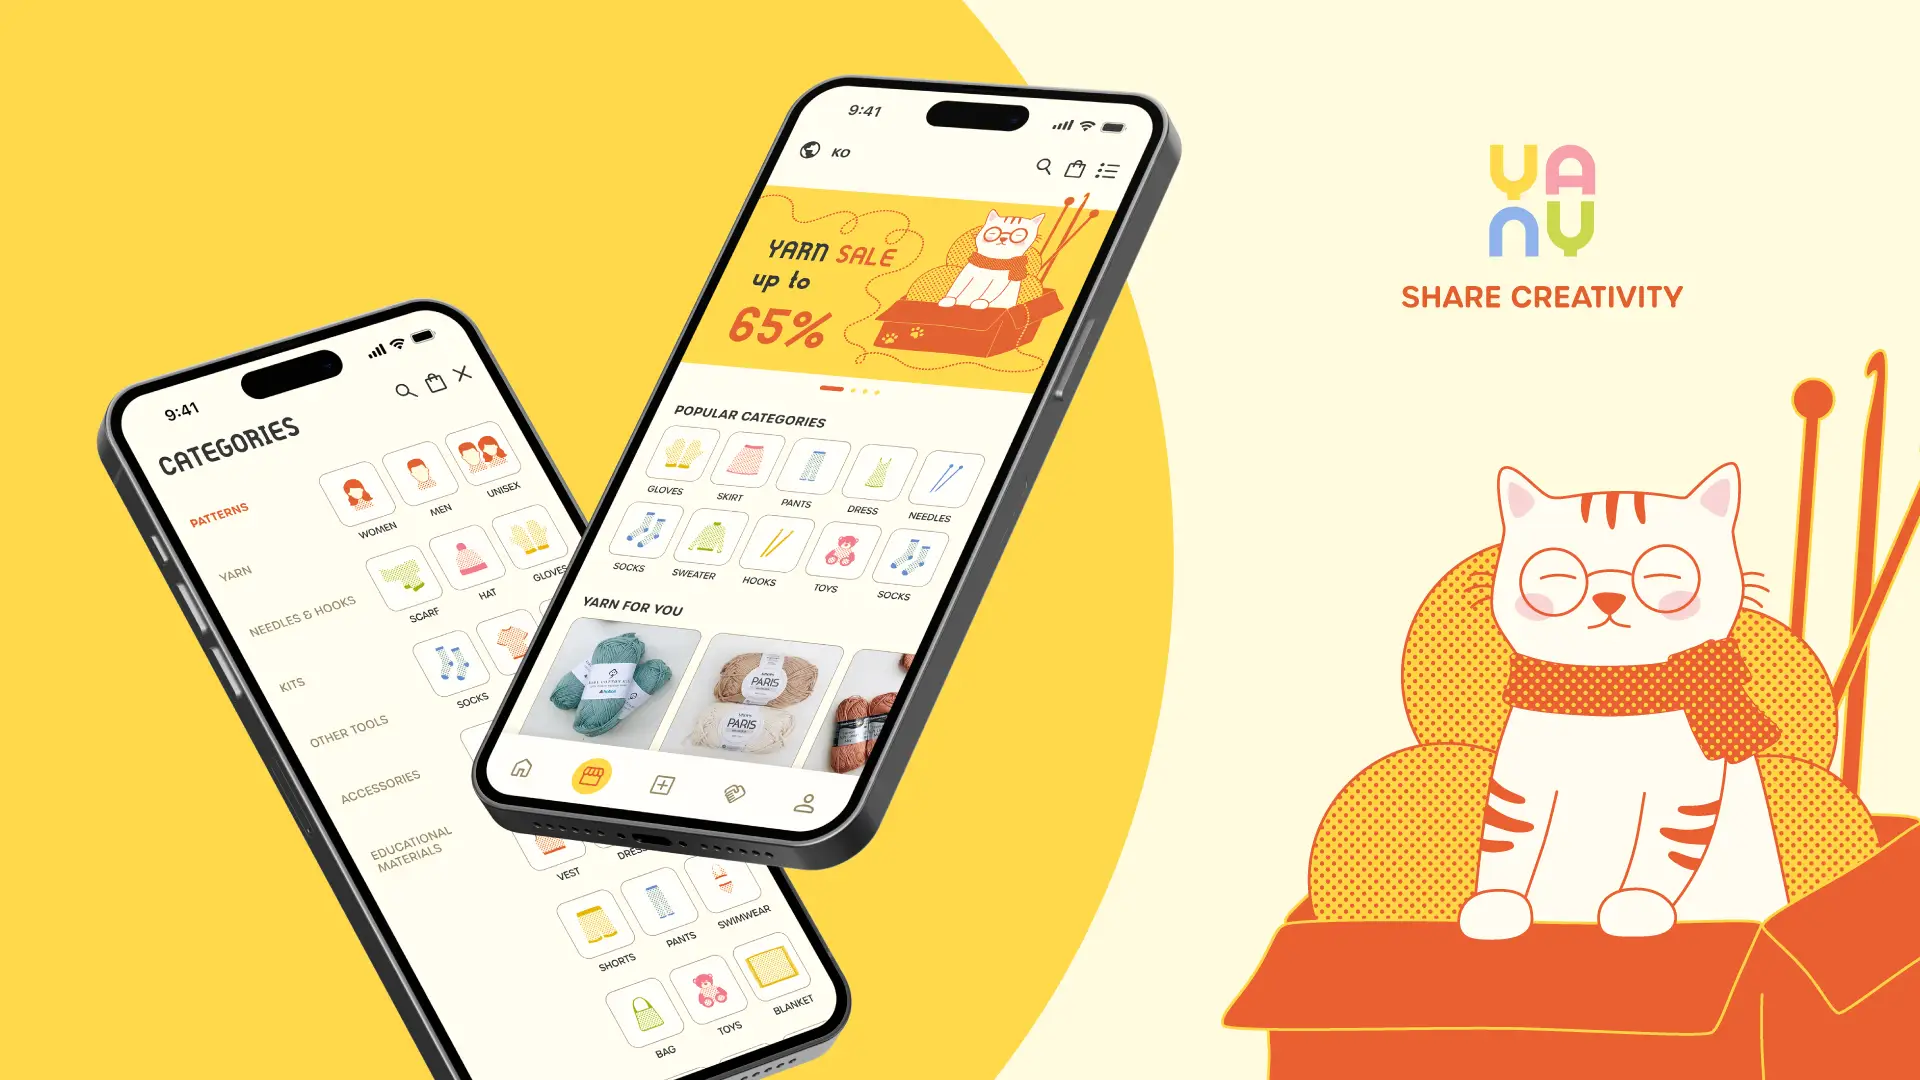 YA
NY
SHARE CREATIVITY
9:41
KO
YARN SALE
up to
65%
POPULAR CATEGORIES
GLOVES
SKIRT
PANTS
DRESS
NEEDLES
SOCKS
SWEATER
HOOKS
TOYS
SOCKS
YARN FOR YOU
PARIS
PARIS
9:41
CATEGORIES
PATTERNS
YARN
NEEDLES & HOOKS
KITS
OTHER TOOLS
ACCESSORIES
EDUCATIONAL
MATERIALS
WOMEN
MEN
UNISEX
SCARF
HAT
GLOVES
SOCKS
VEST
SHORTS
PANTS
SWIMWEAR
BAG
TOYS
BLANKET